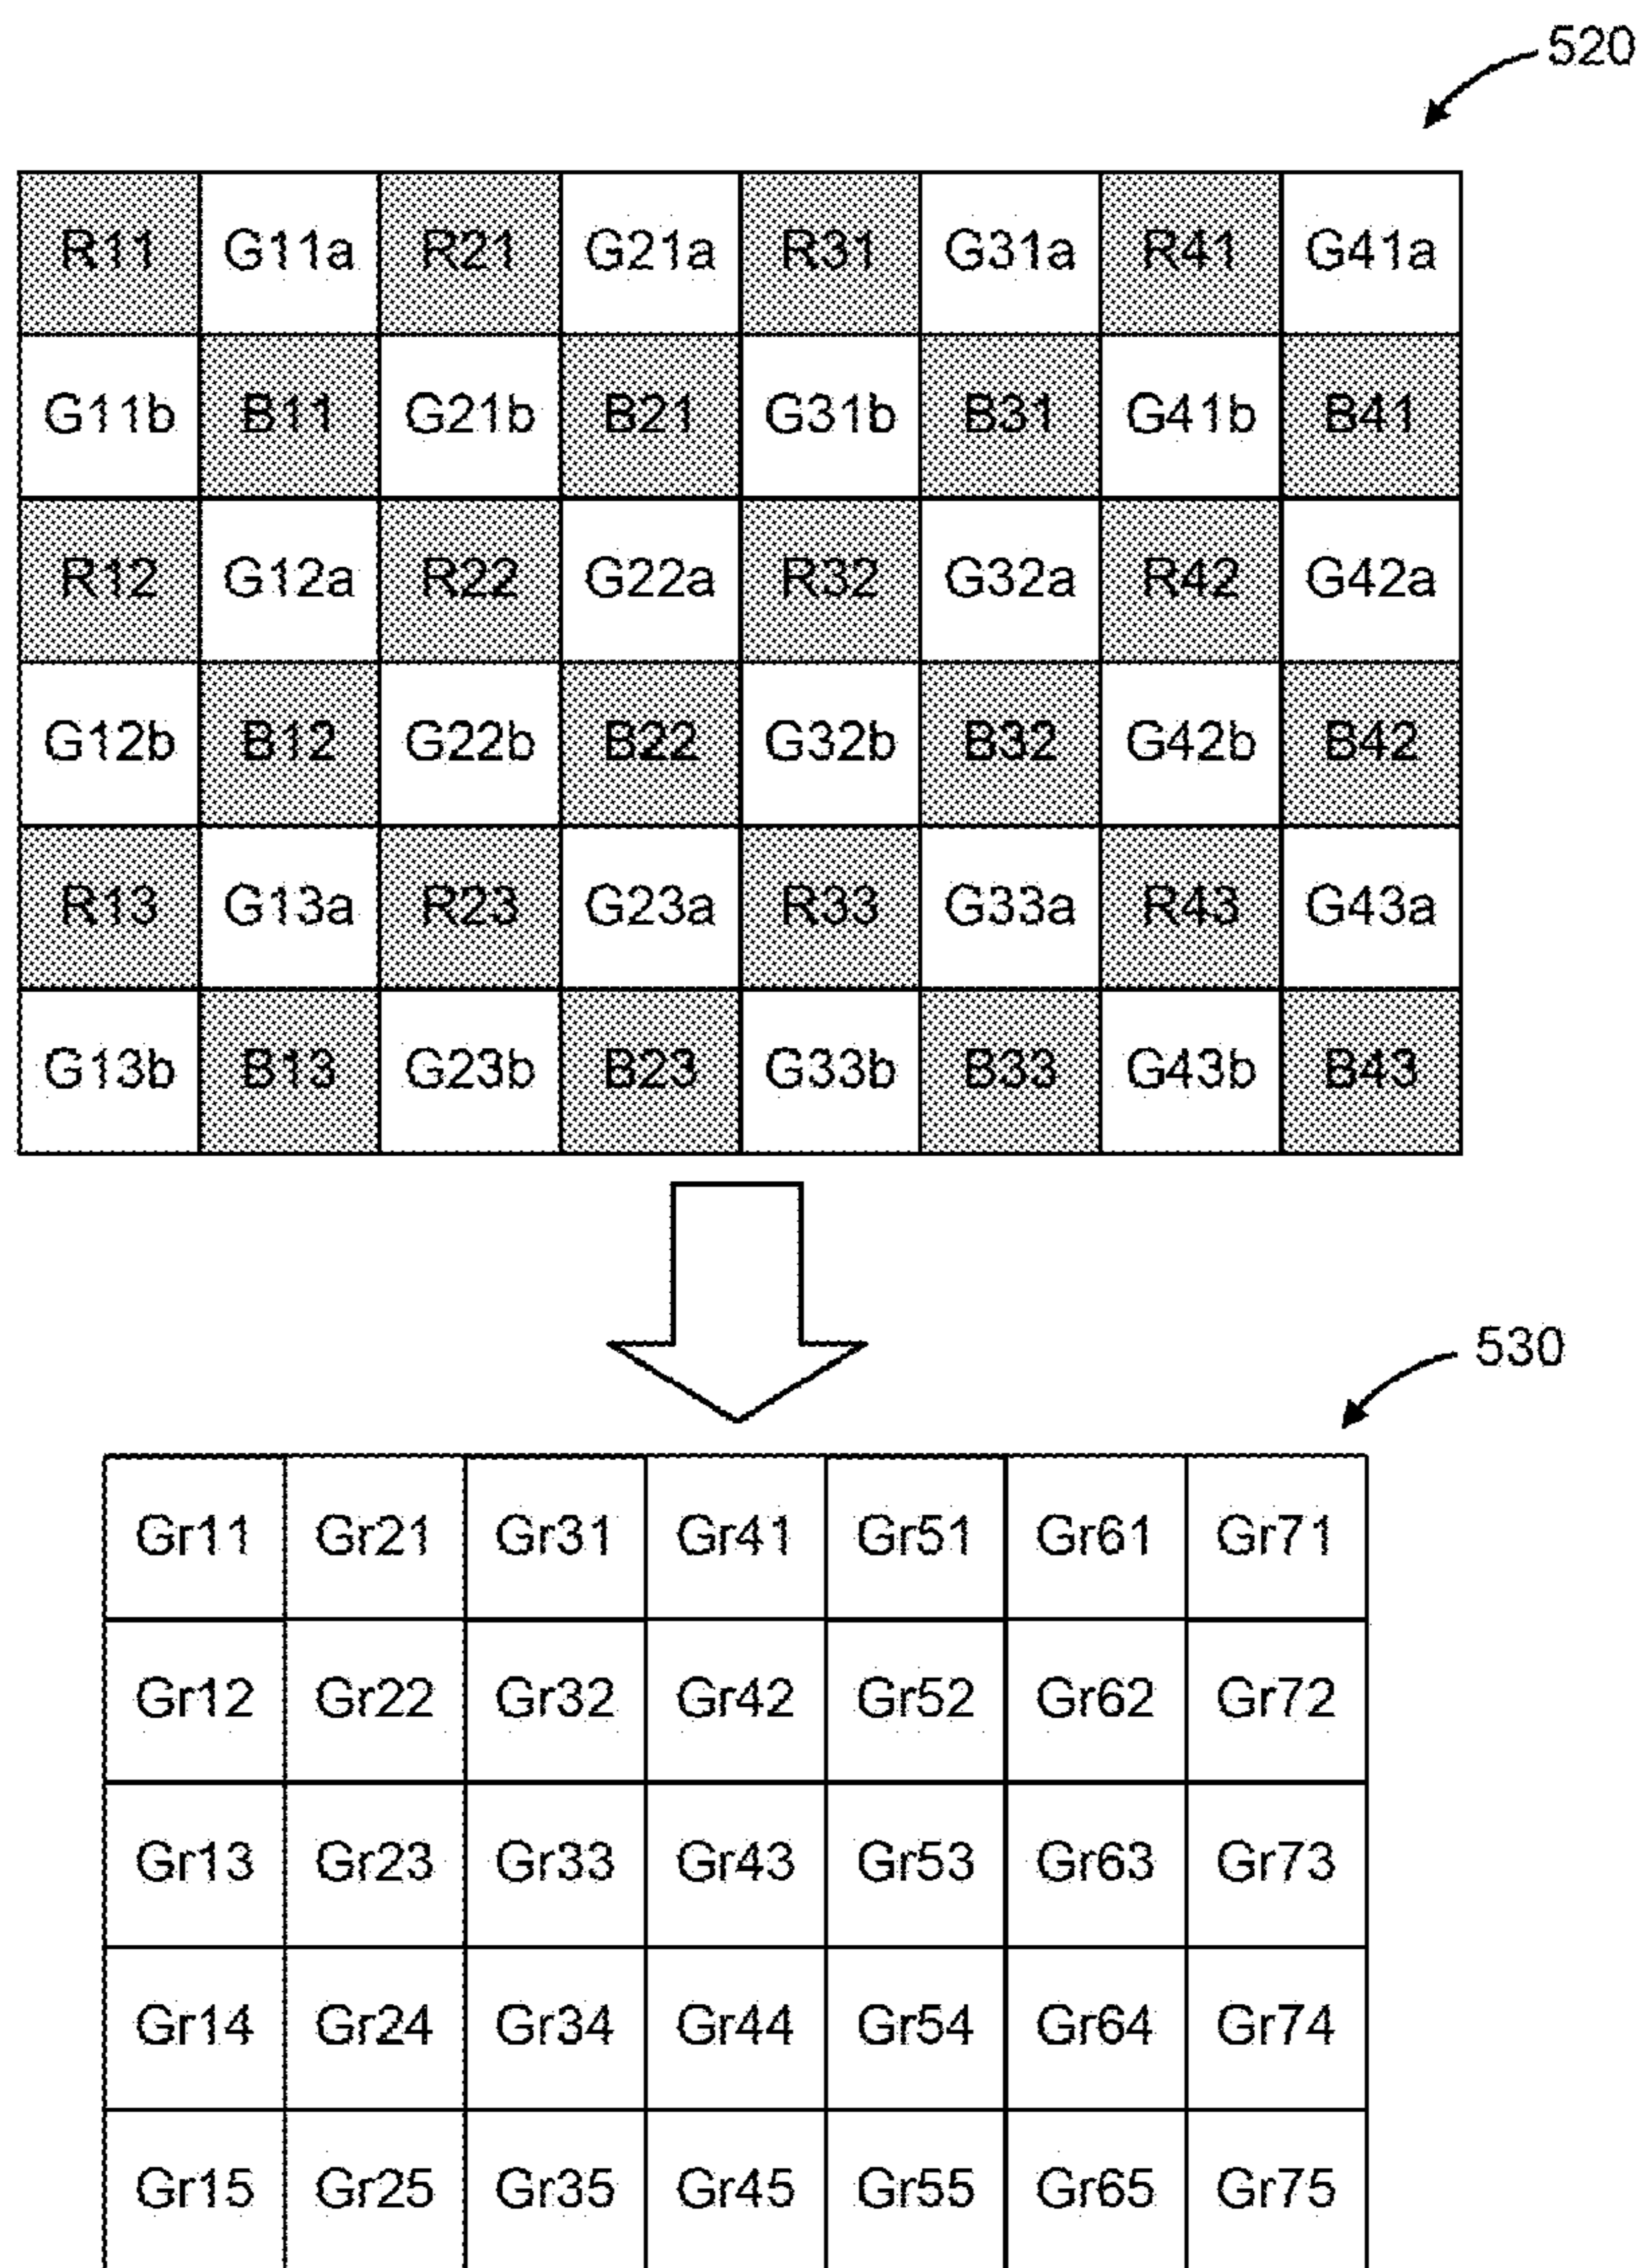 520
R11 G11a R21 G21a R31 G31a R41 G41a
G11b B11 G21b B21 G31b B31 G41b B41
R12 G12a R22 G22a R32 G32a R42 G42a
G12b B12 G22b B22 G32b B32 G42b B42
R13 G13a R23 G23a R33 G33a R43 G43a
G13b B13 G23b B23 G33b B33 G43b B43
530
Gr11 Gr21 Gr31 Gr41 Gr51 Gr61 Gr71
Gr12 Gr22 Gr32 Gr42 Gr52 Gr62 Gr72
Gr13 Gr23 Gr33 Gr43 Gr53 Gr63 Gr73
Gr14 Gr24 Gr34 Gr44 Gr54 Gr64 Gr74
Gr15 Gr25 Gr35 Gr45 Gr55 Gr65 Gr75